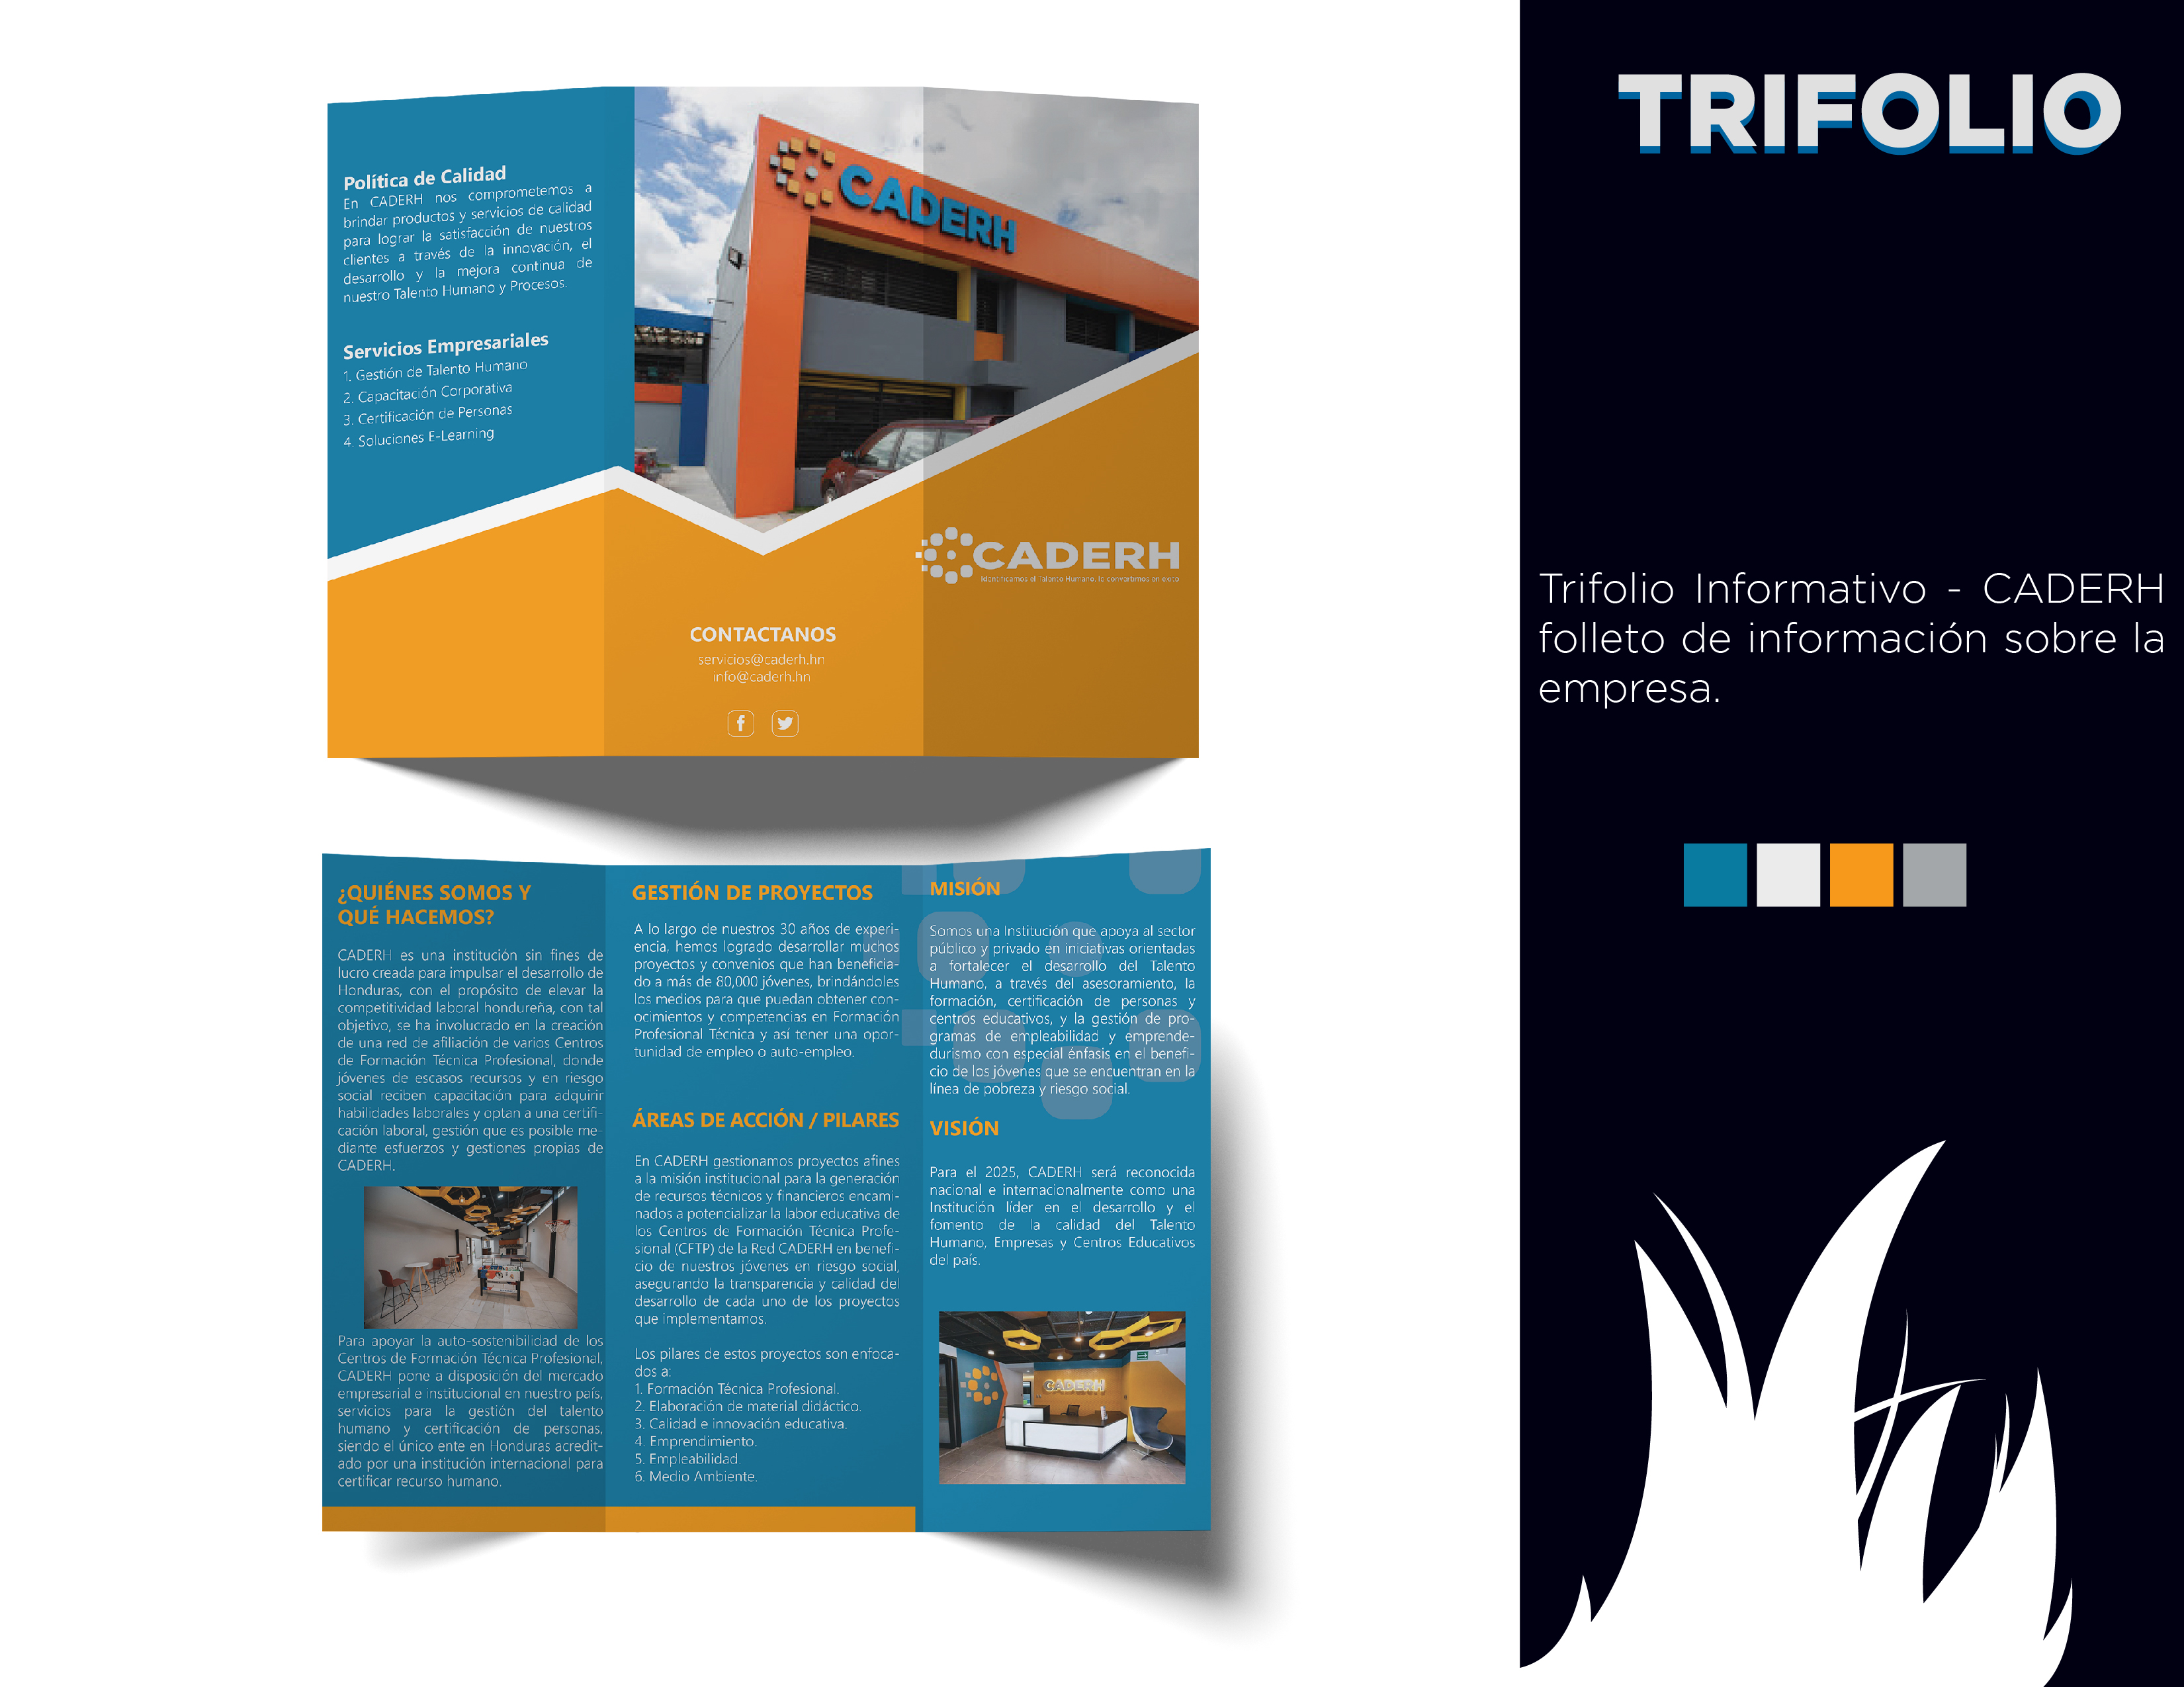 TRIFOLIO
Trifolio Informativo - CADERH
folleto de información sobre la
empresa.
Política de Calidad
En CADERH nos comprometemos a
brindar productos y servicios de calidad
para lograr la satisfacción de nuestros
clientes a través de la innovación, el
desarrollo y la mejora continua de
nuestro Talento Humano y Procesos.
Servicios Empresariales
1. Gestión de Talento Humano
2. Capacitación Corporativa
3. Certificación de Personas
4. Soluciones E-Learning
CADERH
CONTACTANOS
servicios@caderh.hn
info@caderh.hn
CADERH
Identificamos el Talento Humano, lo convertimos en éxito
¿QUIÉNES SOMOS Y
QUÉ HACEMOS?
CADERH es una institución sin fines de
lucro creada para impulsar el desarrollo de
Honduras, con el propósito de elevar la
competitividad laboral hondureña, con tal
objetivo, se ha involucrado en la creación
de una red de afiliación de varios Centros
de Formación Técnica Profesional, donde
jóvenes de escasos recursos y en riesgo
social reciben capacitación para adquirir
habilidades laborales y optan a una certifi-
cación laboral, gestión que es posible me-
diante esfuerzos y gestiones propias de
CADERH.
Para apoyar la auto-sostenibilidad de los
Centros de Formación Técnica Profesional,
CADERH pone a disposición del mercado
empresarial e institucional en nuestro país,
servicios para la gestión del talento
humano y certificación de personas,
siendo el único ente en Honduras acredit-
ado por una institución internacional para
certificar recurso humano.
GESTIÓN DE PROYECTOS
A lo largo de nuestros 30 años de experi-
encia, hemos logrado desarrollar muchos
proyectos y convenios que han beneficia-
do a más de 80,000 jóvenes, brindándoles
los medios para que puedan obtener con-
ocimientos y competencias en Formación
Profesional Técnica y así tener una opor-
tunidad de empleo o auto-empleo.
ÁREAS DE ACCIÓN / PILARES
En CADERH gestionamos proyectos afines
a la misión institucional para la generación
de recursos técnicos y financieros encami-
nados a potencializar la labor educativa de
los Centros de Formación Técnica Profe-
sional (CFTP) de la Red CADERH en benefi-
cio de nuestros jóvenes en riesgo social,
asegurando la transparencia y calidad del
desarrollo de cada uno de los proyectos
que implementamos.
Los pilares de estos proyectos son enfoca-
dos a:
1. Formación Técnica Profesional.
2. Elaboración de material didáctico.
3. Calidad e innovación educativa.
4. Emprendimiento.
5. Empleabilidad.
6. Medio Ambiente.
MISIÓN
Somos una Institución que apoya al sector
público y privado en iniciativas orientadas
a fortalecer el desarrollo del Talento
Humano, a través del asesoramiento, la
formación, certificación de personas y
centros educativos, y la gestión de pro-
gramas de empleabilidad y emprende-
durismo con especial énfasis en el benefi-
cio de los jóvenes que se encuentran en la
línea de pobreza y riesgo social.
VISIÓN
Para el 2025, CADERH será reconocida
nacional e internacionalmente como una
Institución líder en el desarrollo y el
fomento de la calidad del Talento
Humano, Empresas y Centros Educativos
del país.
CADERH